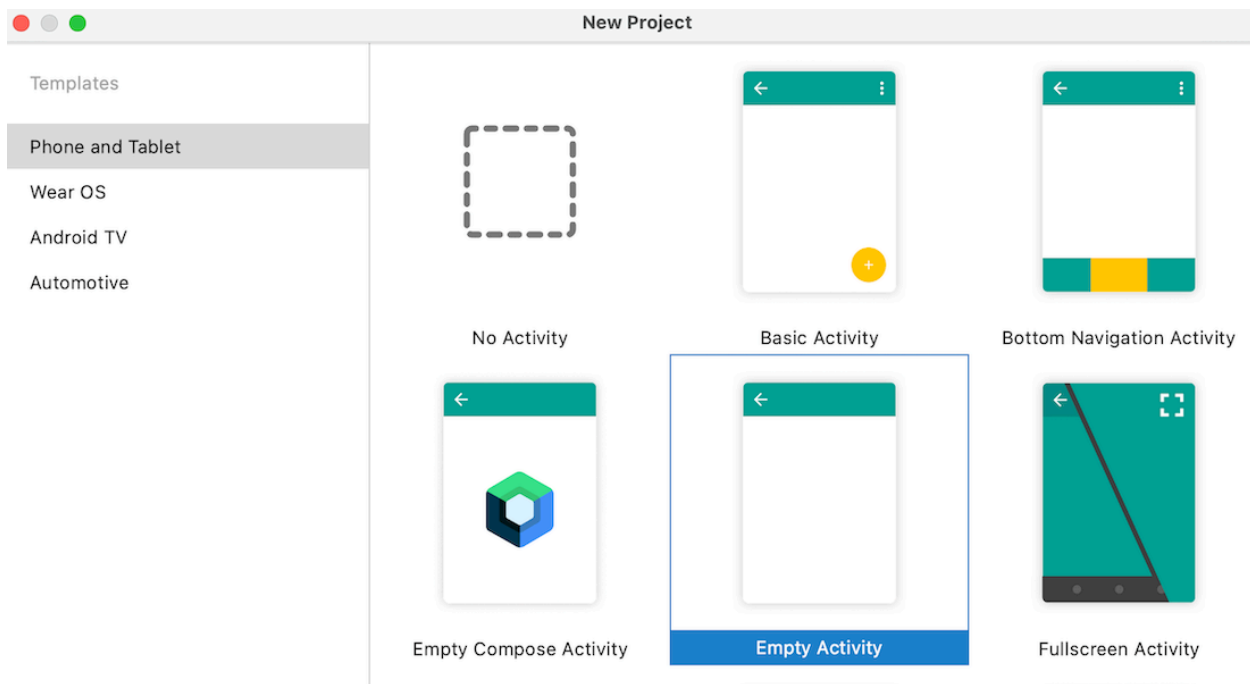 New Project
Templates
Phone and Tablet
Wear OS
Android TV
Automotive
No Activity
Basic Activity
Bottom Navigation Activity
Empty Compose Activity
Empty Activity
Fullscreen Activity